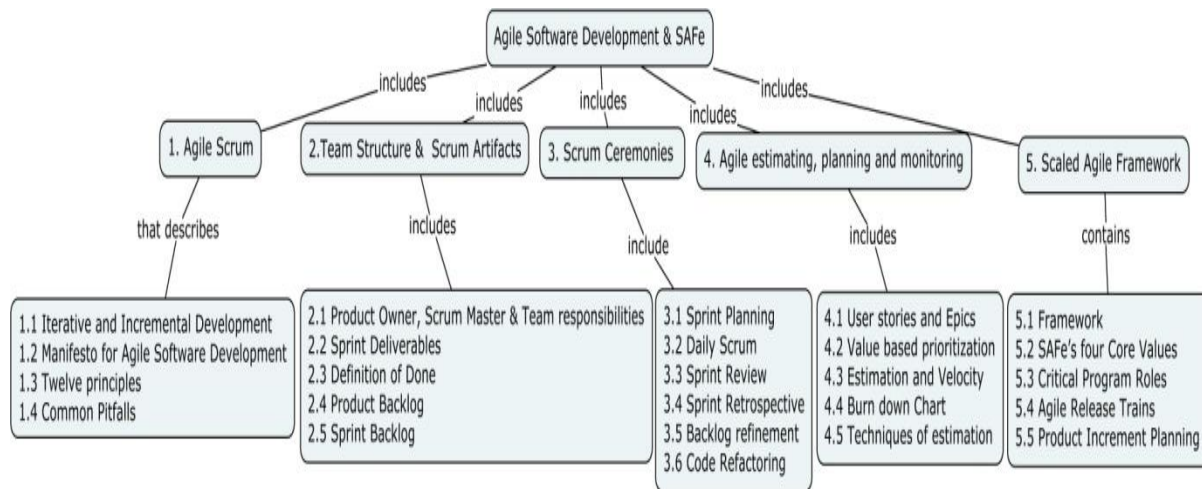 Agile Software Development & SAFe
includes
includes
includes
includes
includes
1. Agile Scrum
2.Team Structure &  Scrum Artifacts
3. Scrum Ceremonies
4. Agile estimating, planning and monitoring
5. Scaled Agile Framework
that describes
includes
include
includes
contains
1.1 Iterative and Incremental Development
1.2 Manifesto for Agile Software Development
1.3 Twelve principles
1.4 Common Pitfalls
2.1 Product Owner, Scrum Master & Team responsibilities
2.2 Sprint Deliverables
2.3 Definition of Done
2.4 Product Backlog
2.5 Sprint Backlog
3.1 Sprint Planning
3.2 Daily Scrum
3.3 Sprint Review
3.4 Sprint Retrospective
3.5 Backlog refinement
3.6 Code Refactoring
4.1 User stories and Epics
4.2 Value based prioritization
4.3 Estimation and Velocity
4.4 Burn down Chart
4.5 Techniques of estimation
5.1 Framework
5.2 SAFe's four Core Values
5.3 Critical Program Roles
5.4 Agile Release Trains
5.5 Product Increment Planning